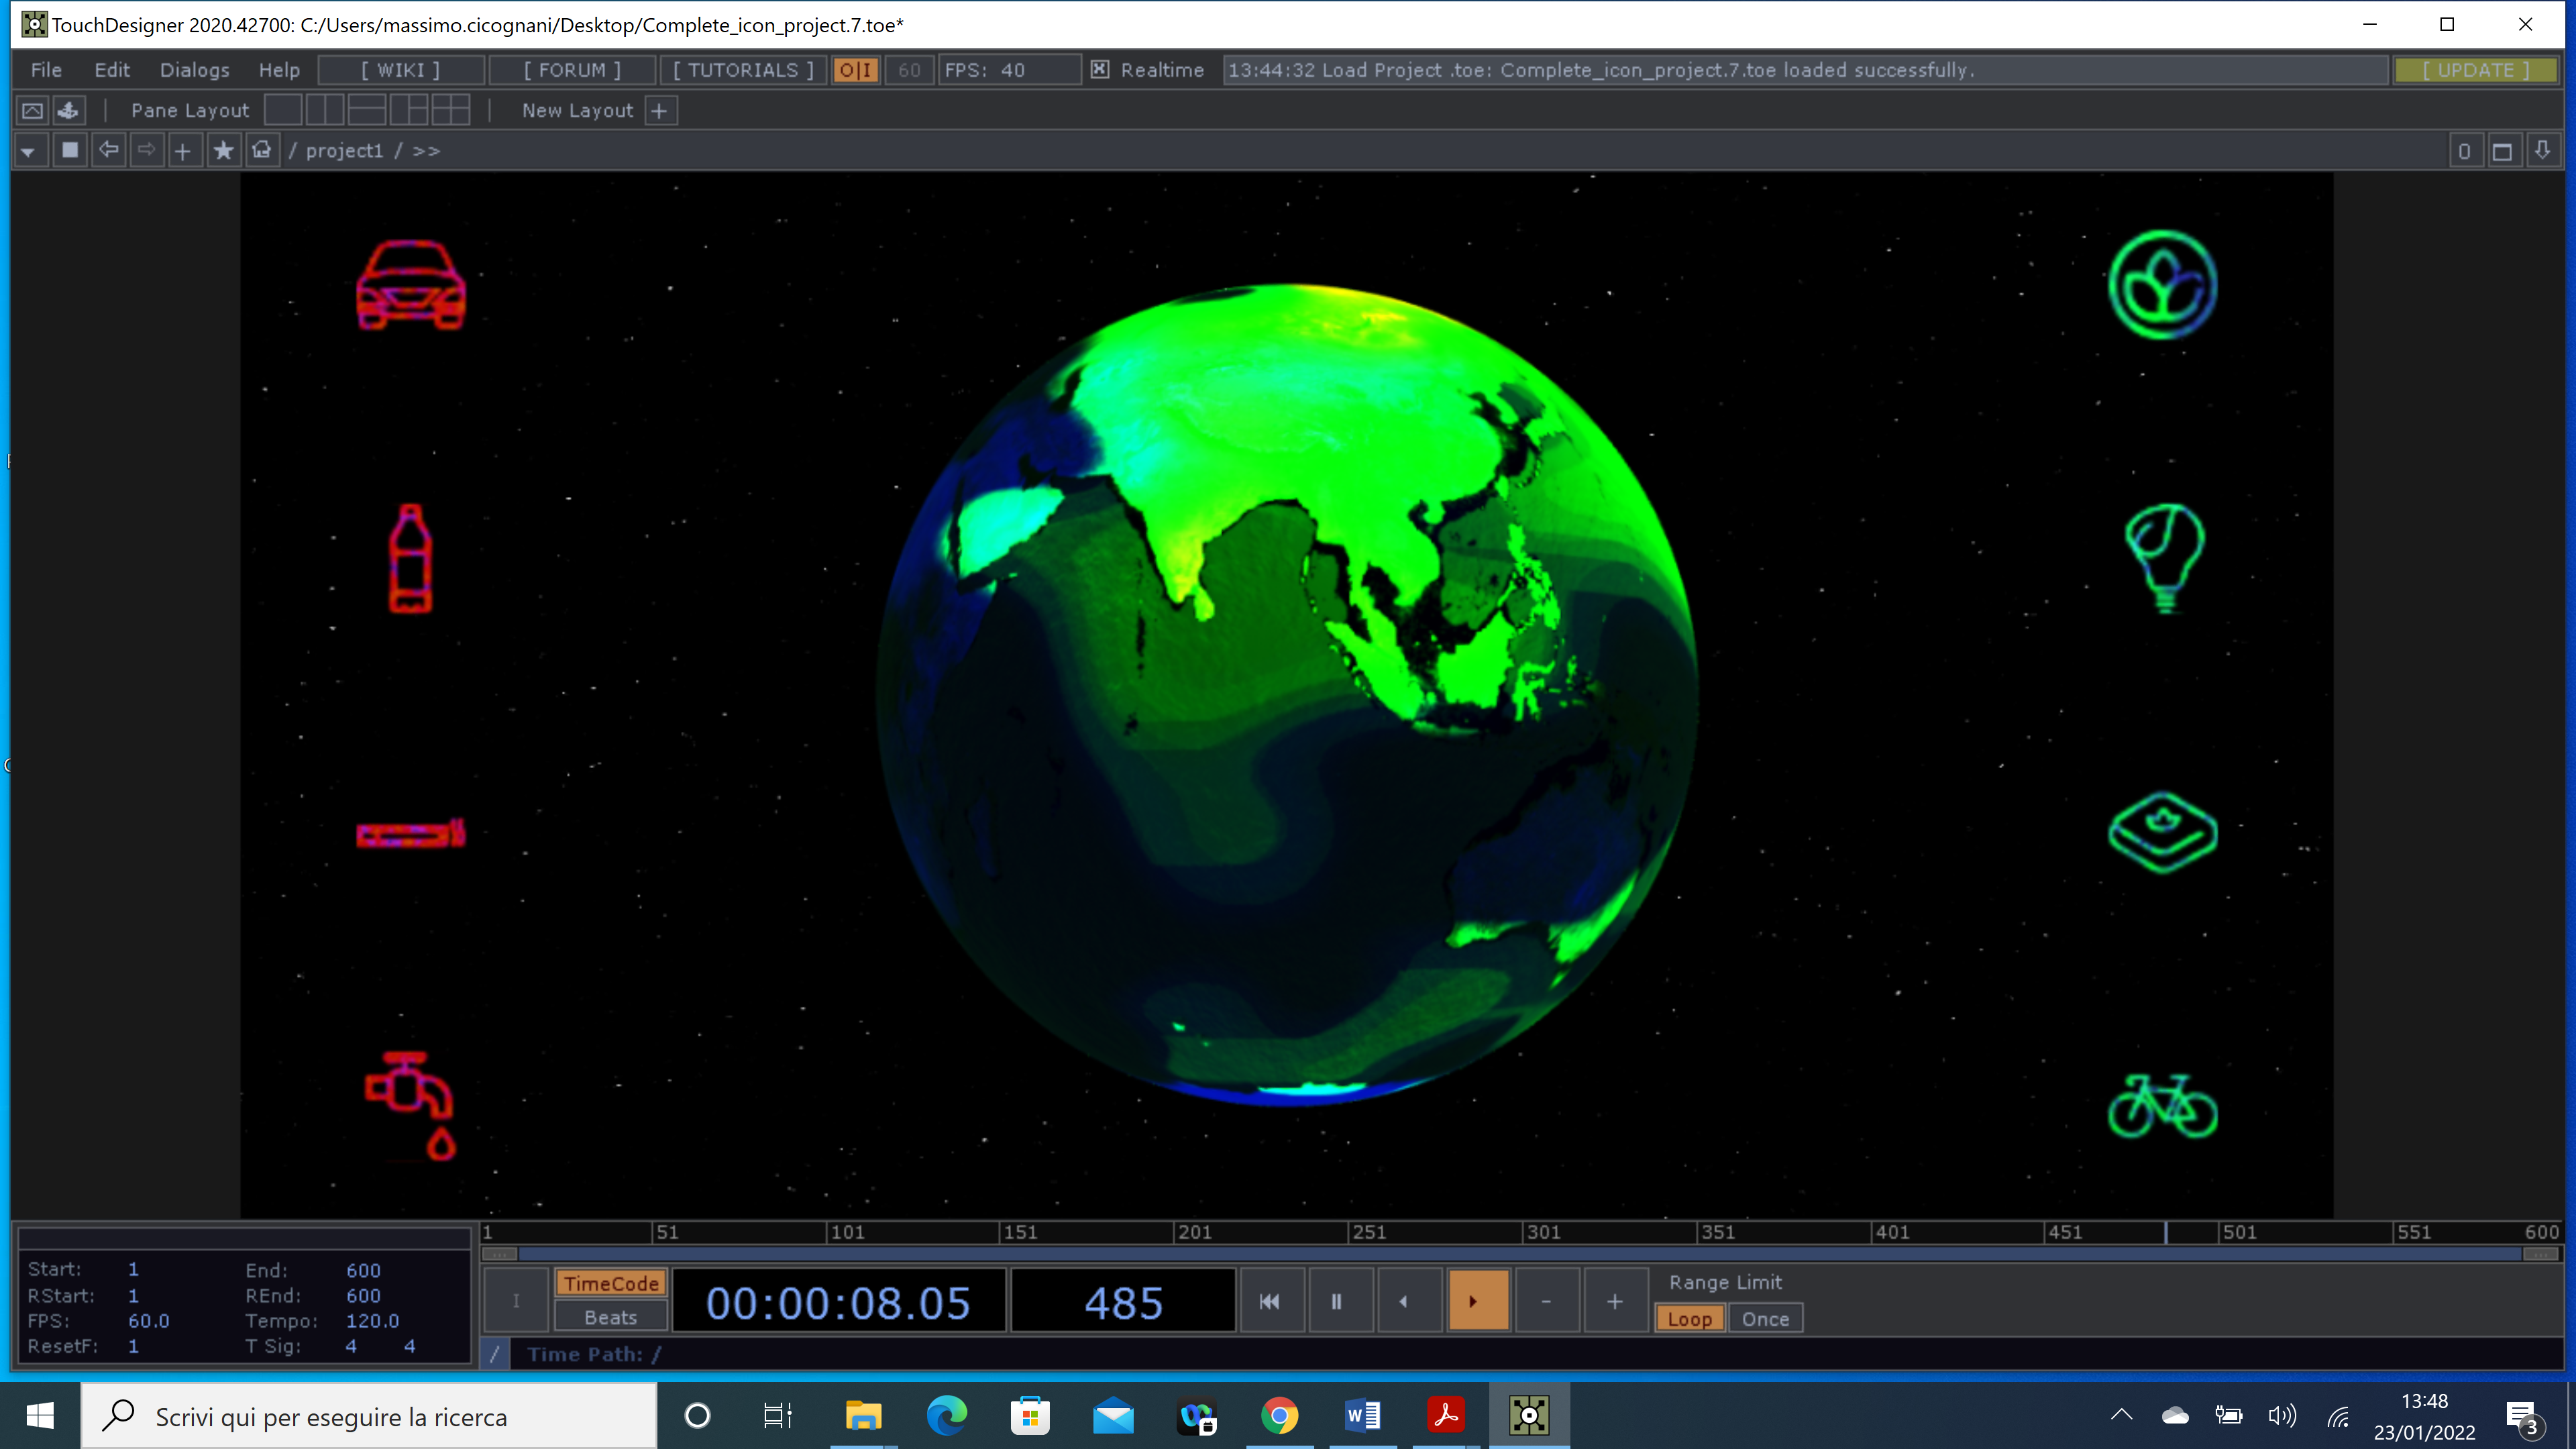 TouchDesigner 2020.42700: C:/Users/massimo.cicognani/Desktop/Complete_icon_project.7.toe*
File Edit Dialogs Help [ WIKI ] [ FORUM ] [ TUTORIALS ] O|I 60 FPS: 40 Realtime 13:44:32 Load Project .toe: Complete_icon_project.7.toe loaded successfully. [ UPDATE ]
Pane Layout | New Layout +
/ project1 / >> 0
1 51 101 151 201 251 301 351 401 451 501 551 600
Start: 1 End: 600
RStart: 1 REnd: 600
FPS: 60.0 Tempo: 120.0
ResetF: 1 T Sig: 4 4
I TimeCode 00:00:08.05 485 - + Range Limit
Beats Loop Once
/ Time Path: /
Scrivi qui per eseguire la ricerca
13:48
23/01/2022
3